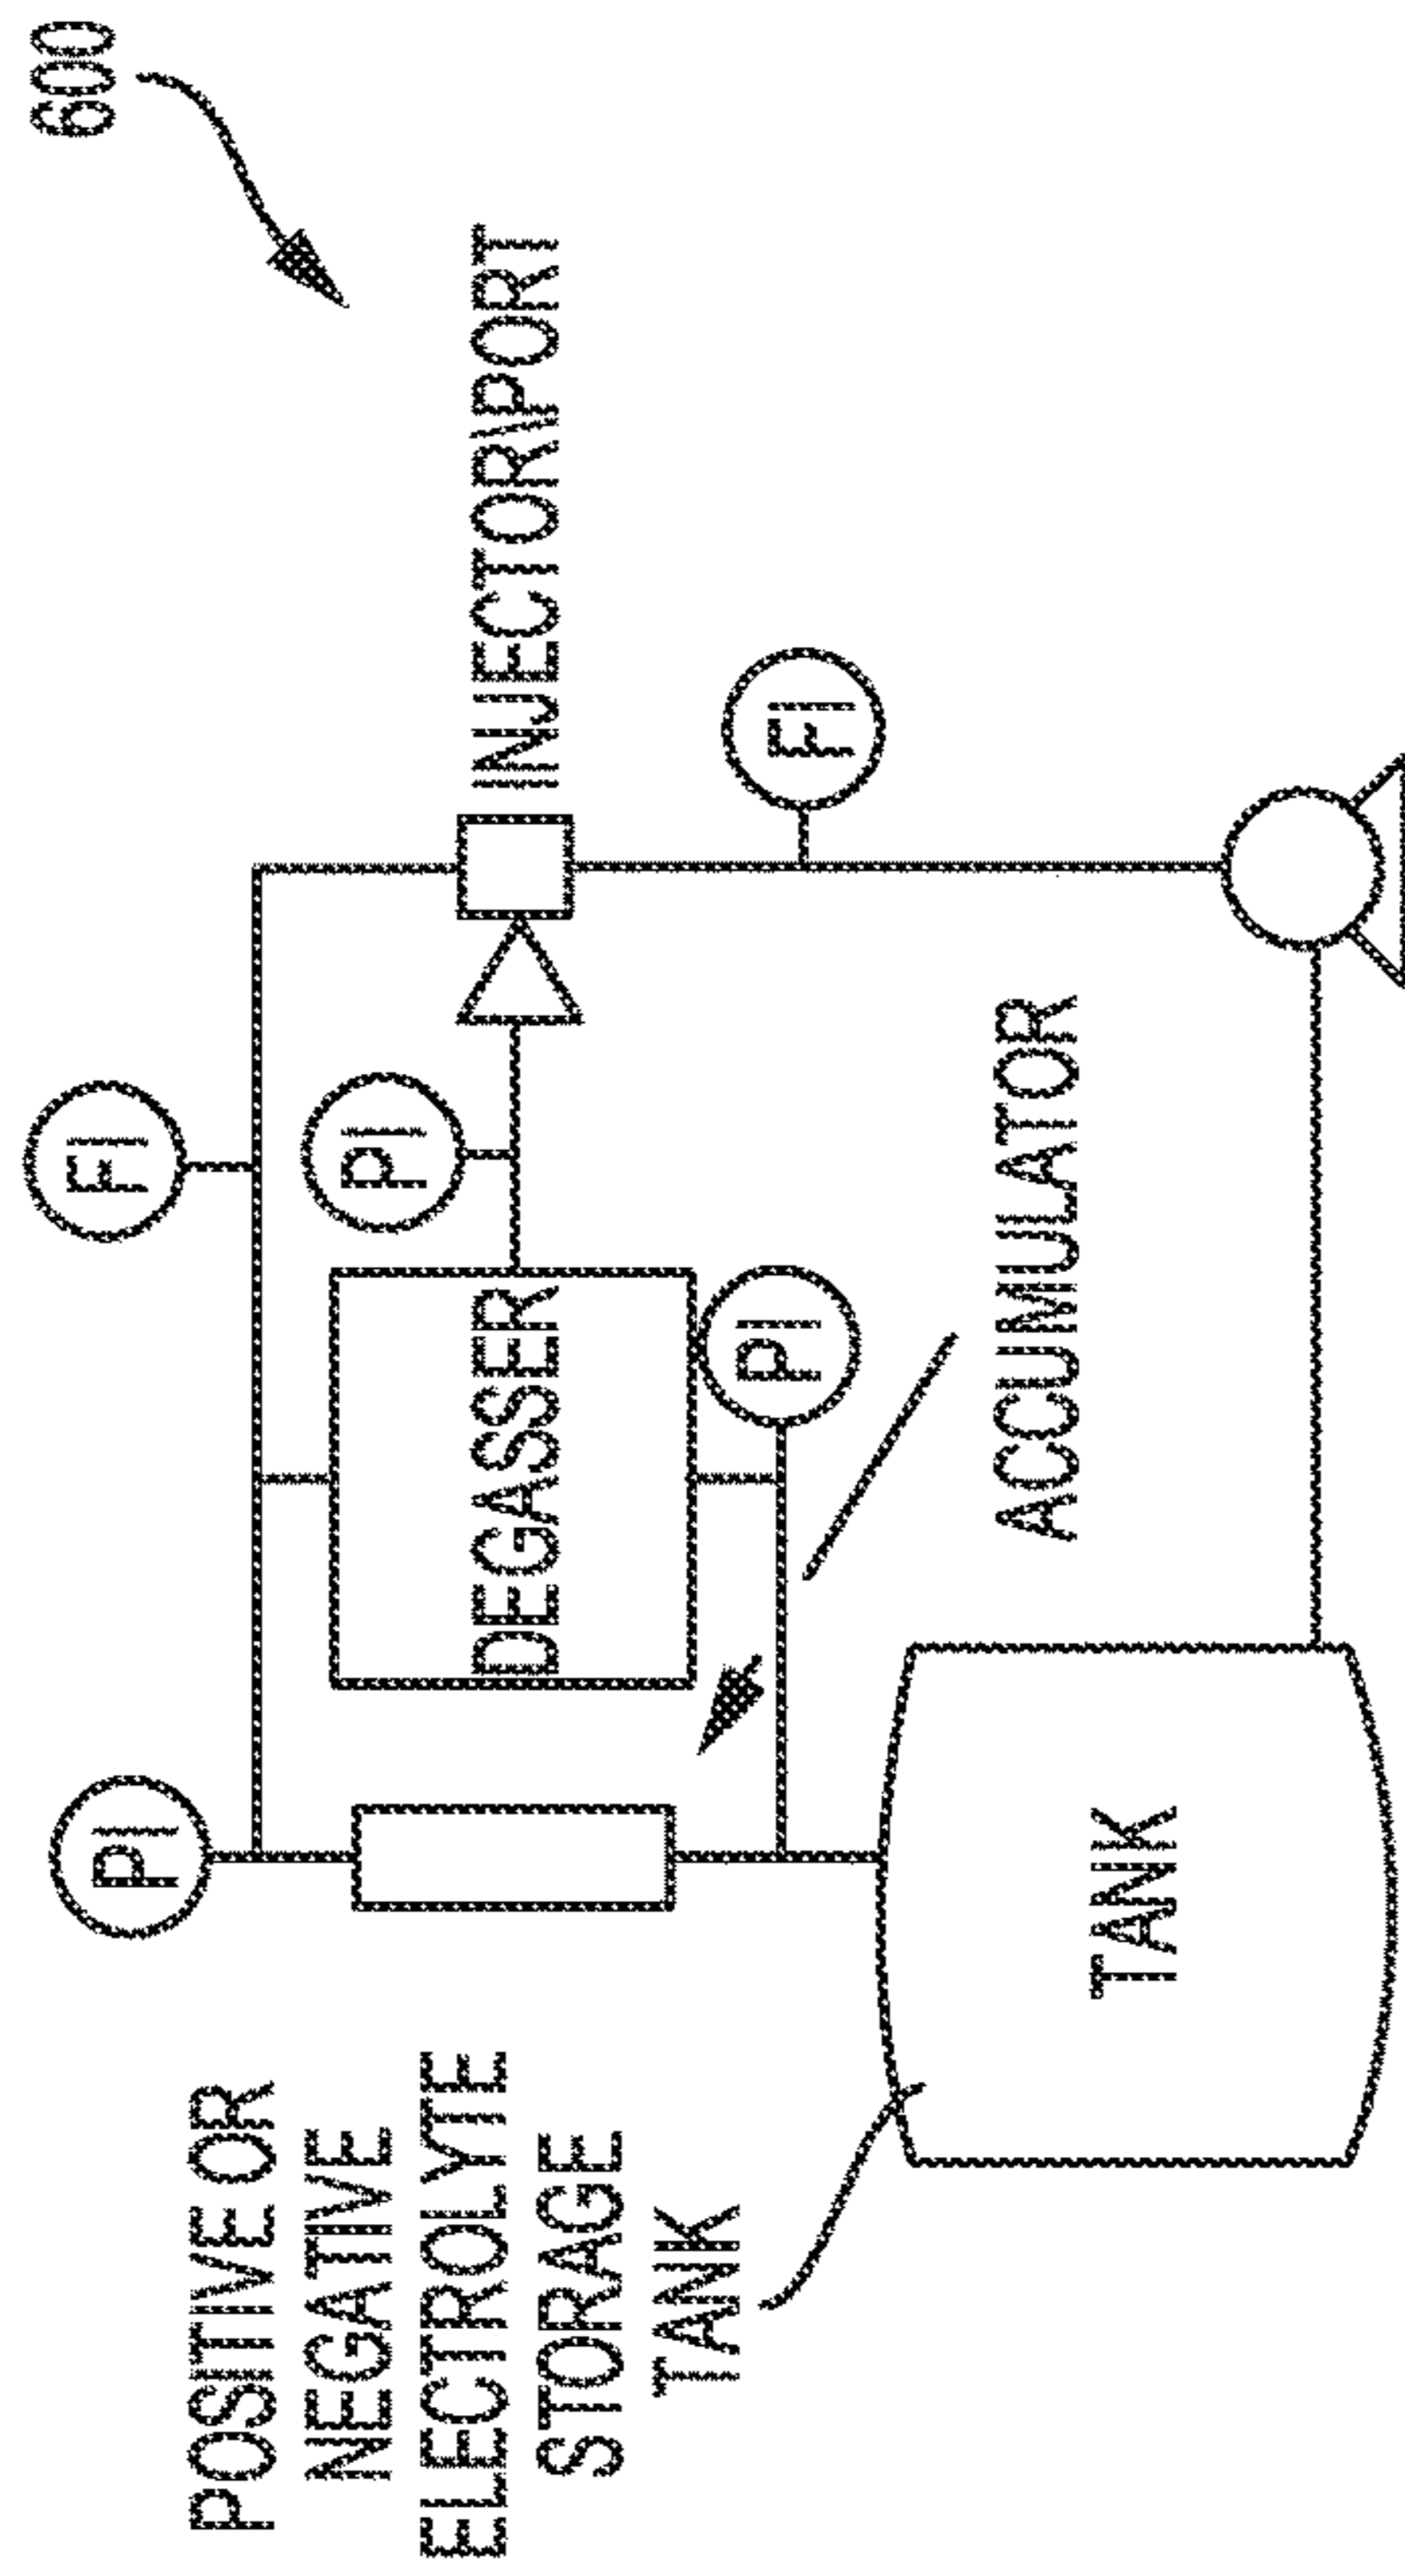 600
FI
PI
POSITIVE OR
NEGATIVE
ELECTROLYTE
STORAGE
TANK
PI
DEGASSER
INJECTOR\PORT
PI
FI
ACCUMULATOR
TANK